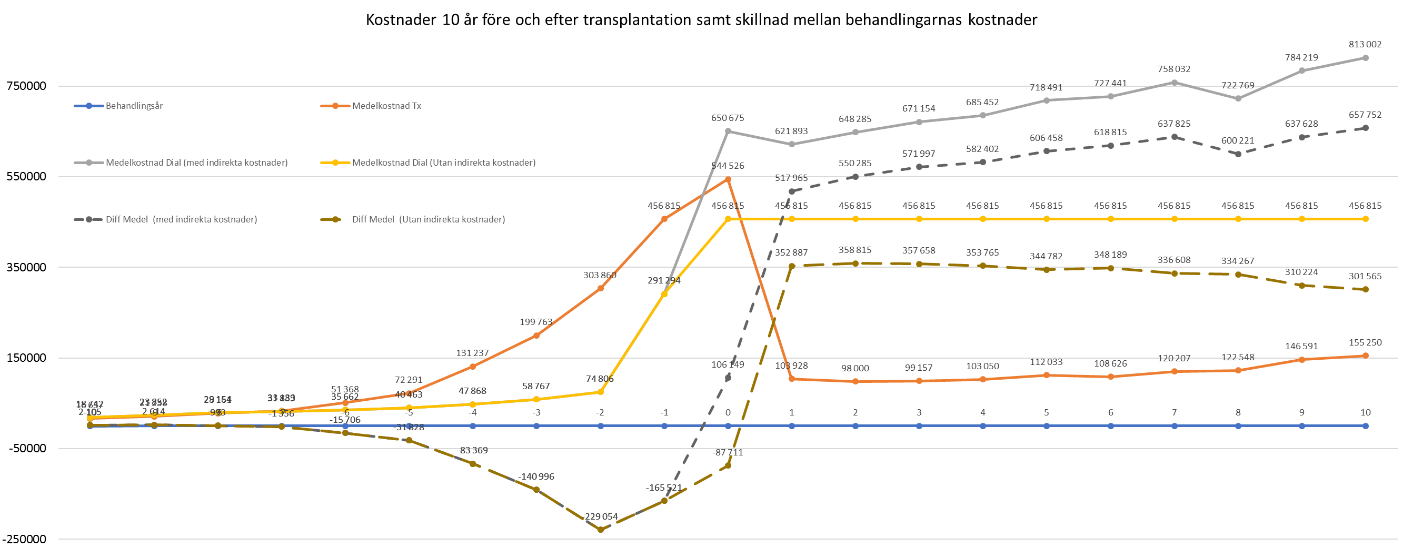 Kostnader 10 år före och efter transplantation samt skillnad mellan behandlingarnas kostnader
750000
550000
350000
150000
-50000
-250000
Behandlingsår
Medelkostnad Tx
Medelkostnad Dial (med indirekta kostnader)
Medelkostnad Dial (Utan indirekta kostnader)
Diff Medel (med indirekta kostnader)
Diff Medel (Utan indirekta kostnader)
650 675 621 893 648 285 671 154 685 452 718 491 727 441 758 032 722 769 784 219 813 002
106 149 517 965 550 285 571 997 582 402 606 458 618 815 637 825 600 221 637 628 657 752
51 368 72 291 131 237 199 763 303 860 456 815 544 526 103 928 98 000 99 157 103 050 112 033 108 626 120 207 122 548 146 591 155 250
35 662 40 463 47 868 58 767 74 806 291 294 456 815 456 815 456 815 456 815 456 815 456 815 456 815 456 815 456 815 456 815 456 815
-15 706 -31 828 -83 369 -140 996 -229 054 -165 521 -87 711 352 887 358 815 357 658 353 765 344 782 348 189 336 608 334 267 310 224 301 565
-6 -5 -4 -3 -2 -1 0 1 2 3 4 5 6 7 8 9 10